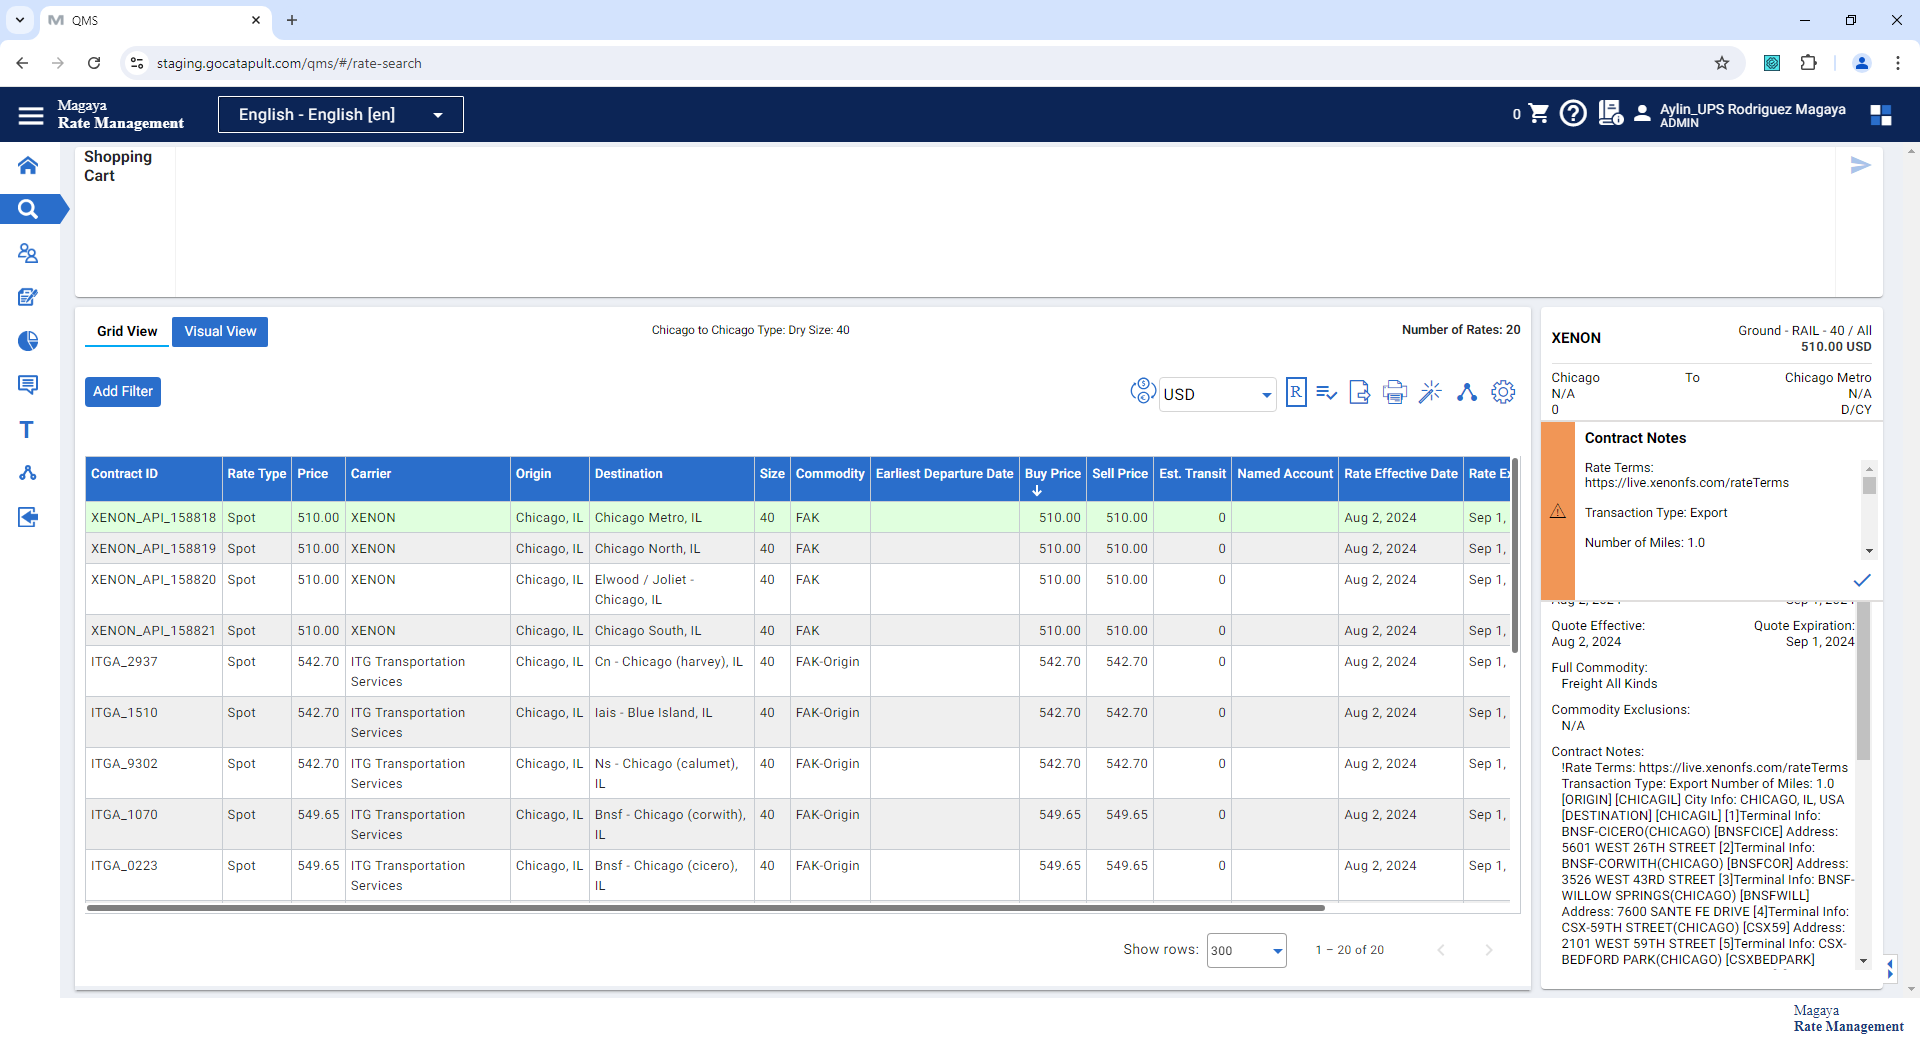 QMS
staging.gocatapult.com/qms/#/rate-search
Magaya
Rate Management
English - English [en]
0
Aylin_UPS Rodriguez Magaya
ADMIN
Shopping
Cart
Grid View
Visual View
Chicago to Chicago Type: Dry Size: 40
Number of Rates: 20
Add Filter
USD
R
Contract ID Rate Type Price Carrier Origin Destination Size Commodity Earliest Departure Date Buy Price Sell Price Est. Transit Named Account Rate Effective Date Rate Ex
XENON_API_158818 Spot 510.00 XENON Chicago, IL Chicago Metro, IL 40 FAK 510.00 510.00 0 Aug 2, 2024 Sep 1,
XENON_API_158819 Spot 510.00 XENON Chicago, IL Chicago North, IL 40 FAK 510.00 510.00 0 Aug 2, 2024 Sep 1,
XENON_API_158820 Spot 510.00 XENON Chicago, IL Elwood / Joliet - 40 FAK 510.00 510.00 0 Aug 2, 2024 Sep 1,
Chicago, IL
XENON_API_158821 Spot 510.00 XENON Chicago, IL Chicago South, IL 40 FAK 510.00 510.00 0 Aug 2, 2024 Sep 1,
ITGA_2937 Spot 542.70 ITG Transportation Chicago, IL Cn - Chicago (harvey), IL 40 FAK-Origin 542.70 542.70 0 Aug 2, 2024 Sep 1,
Services
ITGA_1510 Spot 542.70 ITG Transportation Chicago, IL Iais - Blue Island, IL 40 FAK-Origin 542.70 542.70 0 Aug 2, 2024 Sep 1,
Services
ITGA_9302 Spot 542.70 ITG Transportation Chicago, IL Ns - Chicago (calumet), 40 FAK-Origin 542.70 542.70 0 Aug 2, 2024 Sep 1,
Services IL
ITGA_1070 Spot 549.65 ITG Transportation Chicago, IL Bnsf - Chicago (corwith), 40 FAK-Origin 549.65 549.65 0 Aug 2, 2024 Sep 1,
Services IL
ITGA_0223 Spot 549.65 ITG Transportation Chicago, IL Bnsf - Chicago (cicero), 40 FAK-Origin 549.65 549.65 0 Aug 2, 2024 Sep 1,
Services IL
Show rows: 300 1 – 20 of 20
XENON
Ground - RAIL - 40 / All
510.00 USD
Chicago To Chicago Metro
N/A N/A
0 D/CY
Contract Notes
Rate Terms:
https://live.xenonfs.com/rateTerms
Transaction Type: Export
Number of Miles: 1.0
Aug 2, 2024 Sep 1, 2024
Quote Effective: Quote Expiration:
Aug 2, 2024 Sep 1, 2024
Full Commodity:
Freight All Kinds
Commodity Exclusions:
N/A
Contract Notes:
!Rate Terms: https://live.xenonfs.com/rateTerms
Transaction Type: Export Number of Miles: 1.0
[ORIGIN] [CHICAGIL] City Info: CHICAGO, IL, USA
[DESTINATION] [CHICAGIL] [1]Terminal Info:
BNSF-CICERO(CHICAGO) [BNSFCICE] Address:
5601 WEST 26TH STREET [2]Terminal Info:
BNSF-CORWITH(CHICAGO) [BNSFCOR] Address:
3526 WEST 43RD STREET [3]Terminal Info: BNSF-
WILLOW SPRINGS(CHICAGO) [BNSFWILL]
Address: 7600 SANTE FE DRIVE [4]Terminal Info:
CSX-59TH STREET(CHICAGO) [CSX59] Address:
2101 WEST 59TH STREET [5]Terminal Info: CSX-
BEDFORD PARK(CHICAGO) [CSXBEDPARK]
Magaya
Rate Management